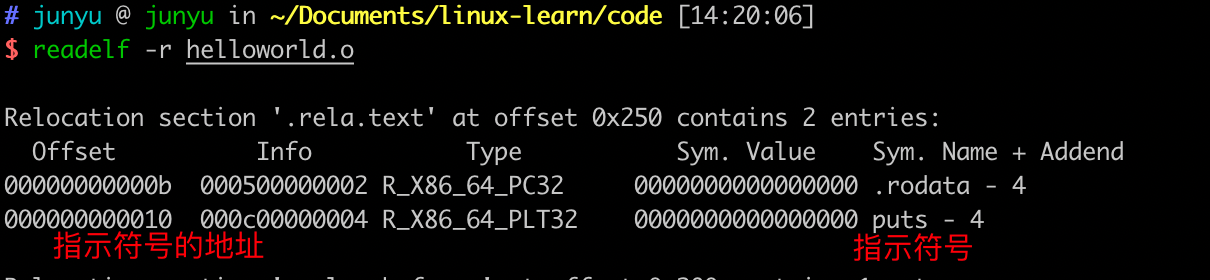 # junyu @ junyu in ~/Documents/linux-learn/code [14:20:06]
$ readelf -r helloworld.o
Relocation section '.rela.text' at offset 0x250 contains 2 entries:
Offset Info Type Sym. Value Sym. Name + Addend
00000000000b 000500000002 R_X86_64_PC32 0000000000000000 .rodata - 4
000000000010 000c00000004 R_X86_64_PLT32 0000000000000000 puts - 4
指示符号的地址 指示符号